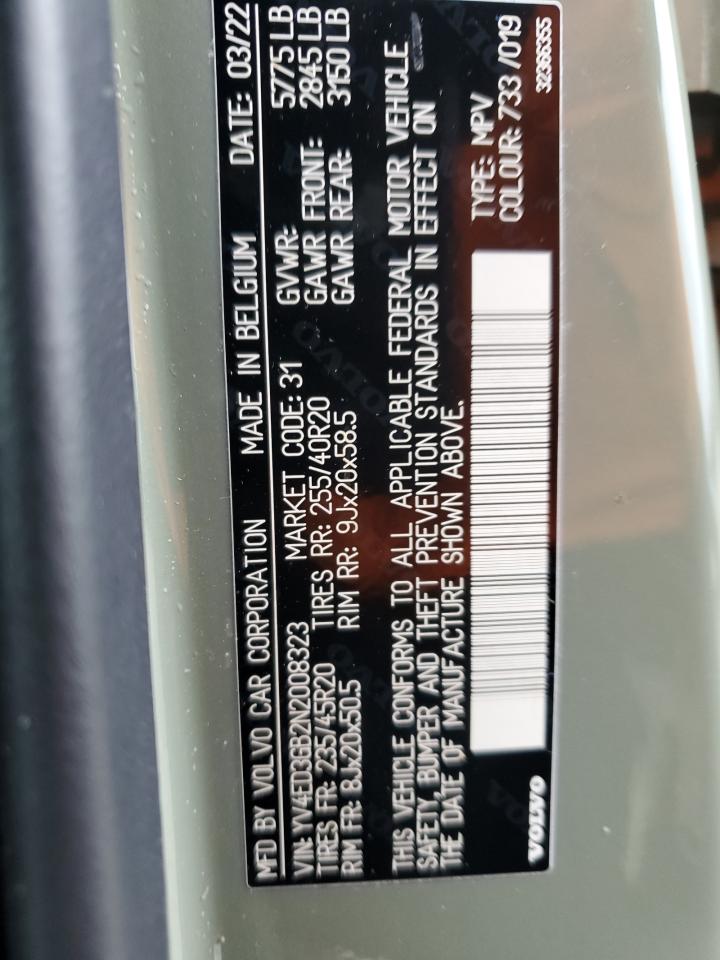 MFD BY VOLVO CAR CORPORATION MADE IN BELGIUM DATE: 03/22
VIN: YV4ED3GB2N2008323 MARKET CODE: 31 GVWR: 5775 LB
TIRES FR: 235/45R20 TIRES RR: 255/40R20 GAWR FRONT: 2845 LB
RIM FR: 8Jx20x50.5 RIM RR: 9Jx20x58.5 GAWR REAR: 3150 LB
THIS VEHICLE CONFORMS TO ALL APPLICABLE FEDERAL MOTOR VEHICLE
SAFETY, BUMPER AND THEFT PREVENTION STANDARDS IN EFFECT ON
THE DATE OF MANUFACTURE SHOWN ABOVE.
TYPE: MPV
COLOUR: 733 /019
VOLVO 32366355